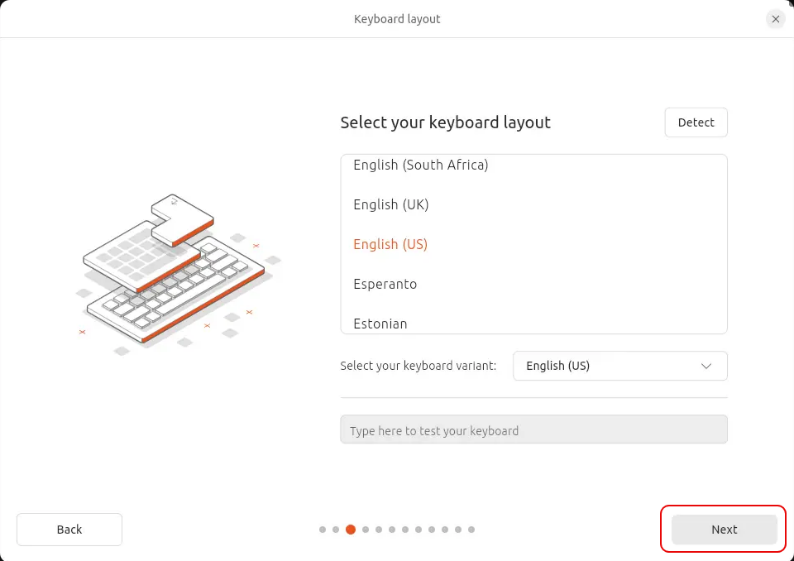 Keyboard layout
Select your keyboard layout
Detect
English (South Africa)
English (UK)
English (US)
Esperanto
Estonian
Select your keyboard variant: English (US)
Type here to test your keyboard
Back
Next